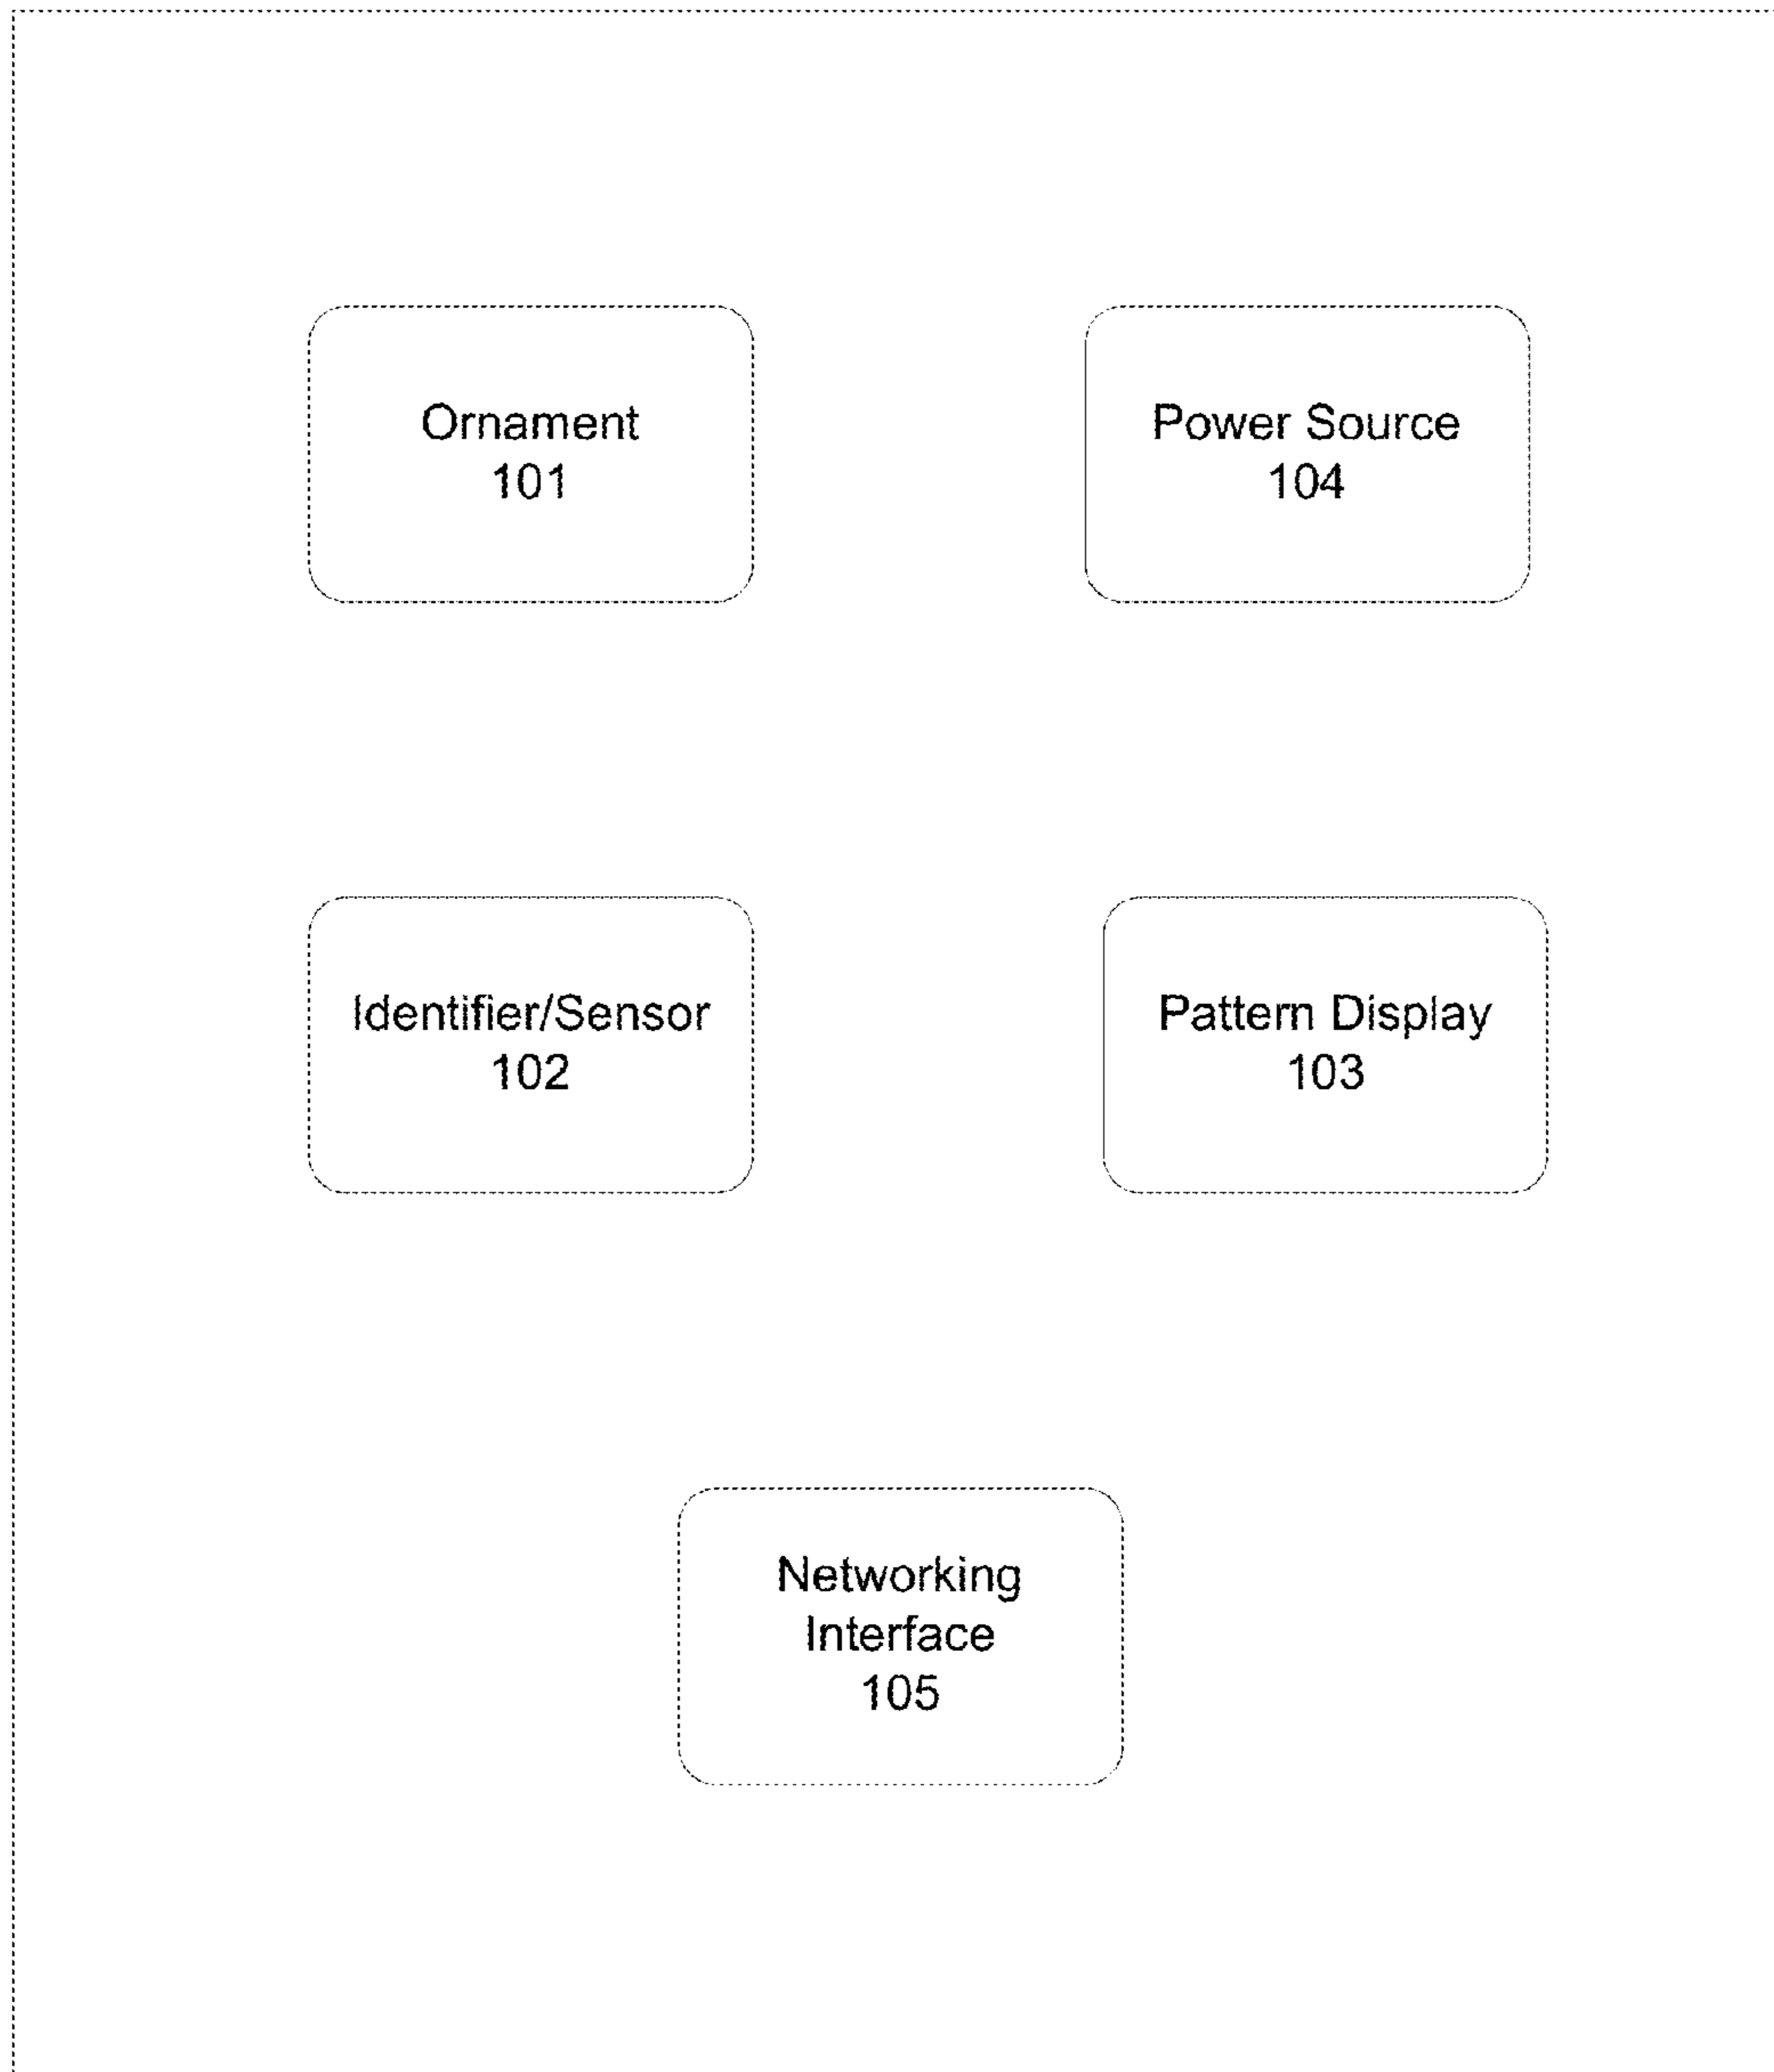 Ornament
101
Power Source
104
Identifier/Sensor
102
Pattern Display
103
Networking
Interface
105